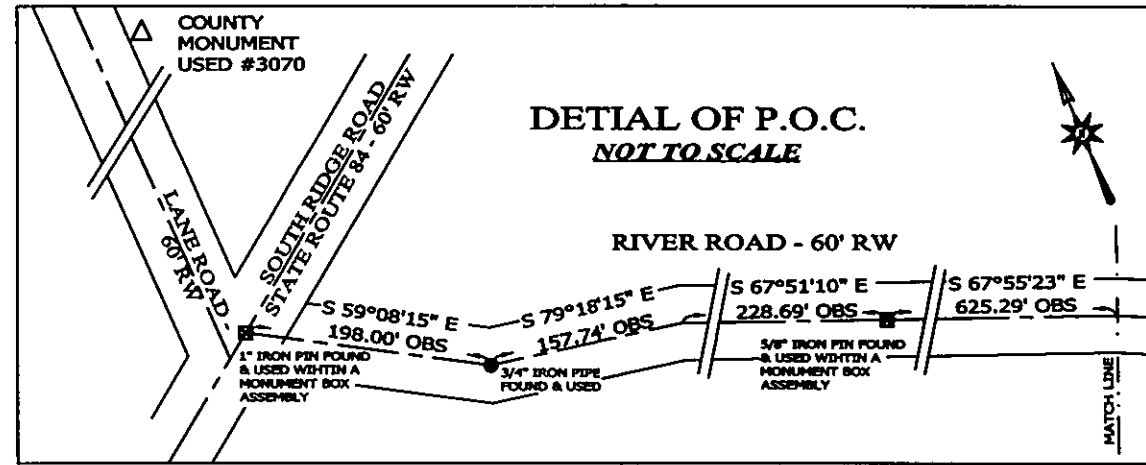 COUNTY
MONUMENT
USED #3070
LANE ROAD -
60' RW
SOUTH RIDGE ROAD
STATE ROUTE 84 - 60' RW
DETIAL OF P.O.C.
NOT TO SCALE
RIVER ROAD - 60' RW
S 59°08'15" E
198.00' OBS
S 79°18'15" E
157.74' OBS
S 67°51'10" E
228.69' OBS
S 67°55'23" E
625.29' OBS
1" IRON PIN FOUND
& USED WIHTIN A
MONUMENT BOX
ASSEMBLY
3/4" IRON PIPE
FOUND & USED
5/8" IRON PIN FOUND
& USED WIHTIN A
MONUMENT BOX
ASSEMBLY
MATCH LINE